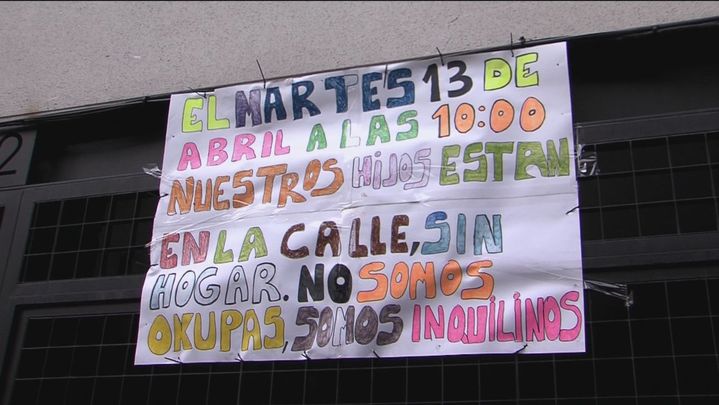 EL MARTES 13 DE
ABRIL A LAS 10:00
NUESTROS HIJOS ESTAN
EN LA CALLE, SIN
HOGAR. NO SOMOS
OKUPAS, SOMOS INQUILINOS
2